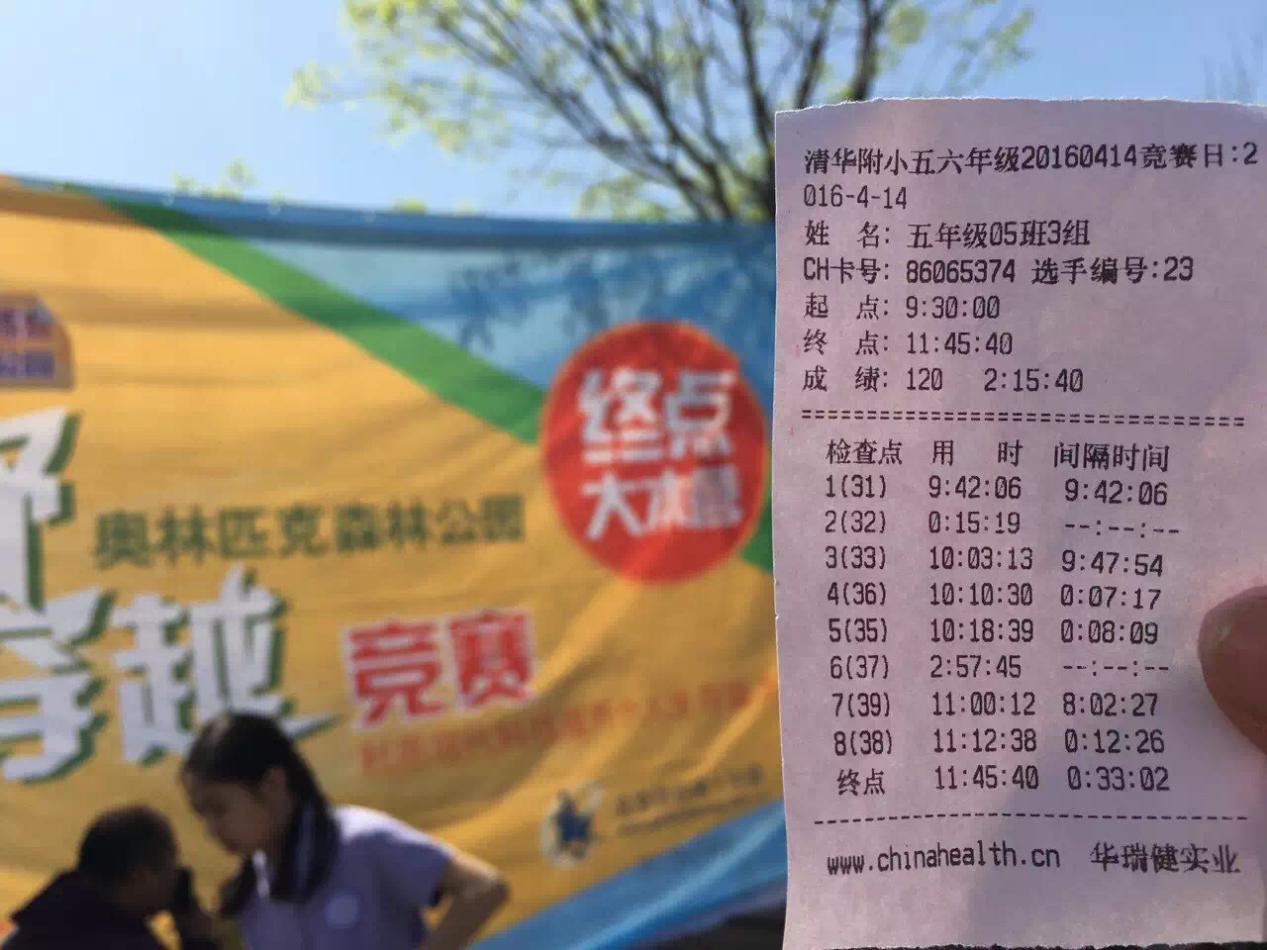 终点
大本营
奥林匹克森林公园
穿越
竞赛
清华附小五六年级20160414竞赛日:2
016-4-14
姓 名: 五年级05班3组
CH卡号: 86065374 选手编号:23
起 点: 9:30:00
终 点: 11:45:40
成 绩: 120 2:15:40
==================================
检查点 用 时 间隔时间
1(31) 9:42:06 9:42:06
2(32) 0:15:19 --:--:--
3(33) 10:03:13 9:47:54
4(36) 10:10:30 0:07:17
5(35) 10:18:39 0:08:09
6(37) 2:57:45 --:--:--
7(39) 11:00:12 8:02:27
8(38) 11:12:38 0:12:26
终点 11:45:40 0:33:02
----------------------------------
www.chinahealth.cn 华瑞健实业